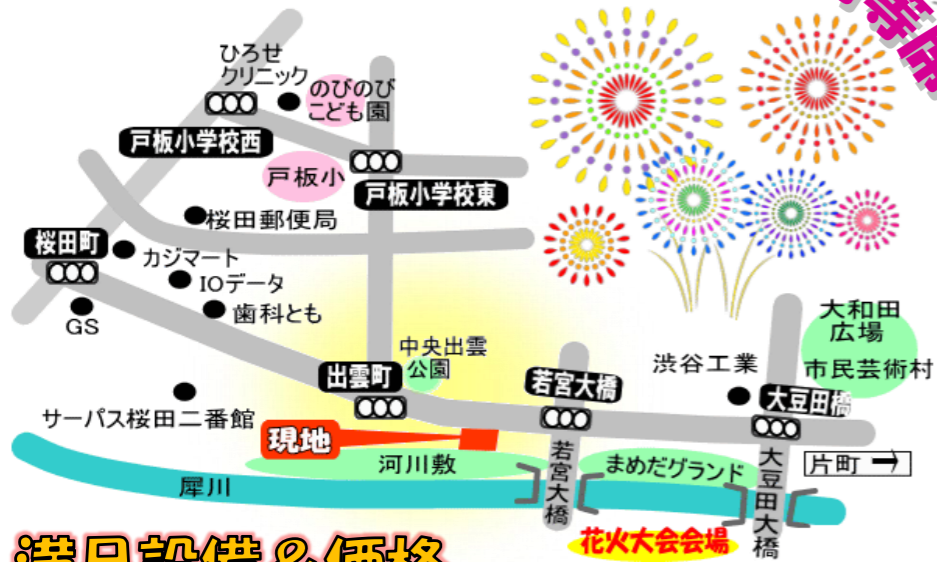 ひろせ
クリニック
のびのび
こども園
戸板小学校西
戸板小
戸板小学校東
桜田郵便局
桜田町
カジマート
IOデータ
歯科とも
GS
中央出雲
公園
出雲町
若宮大橋
渋谷工業
大和田
広場
市民芸術村
大豆田橋
サーパス桜田二番館
現地
河川敷
若宮大橋
まめだグランド
大豆田大橋
片町 ➡
犀川
花火大会会場
満足設備&価格